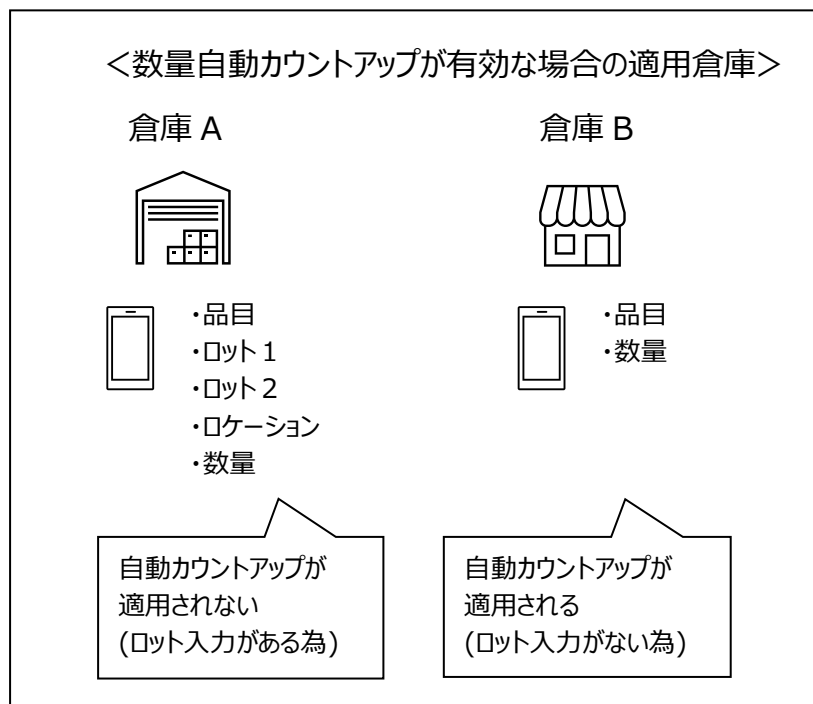 ＜数量自動カウントアップが有効な場合の適用倉庫＞
倉庫 A
倉庫 B
・品目
・ロット１
・ロット２
・ロケーション
・数量
・品目
・数量
自動カウントアップが
適用されない
(ロット入力がある為)
自動カウントアップが
適用される
(ロット入力がない為)